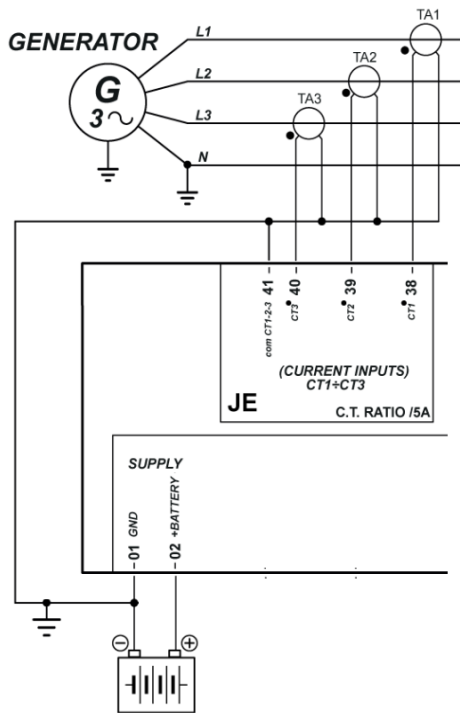 TA1
GENERATOR
L1
TA2
L2
G
3
TA3
L3
N
41
40
39
38
com CT1-2-3
CT3
CT2
CT1
(CURRENT INPUTS)
CT1÷CT3
JE
C.T. RATIO /5A
SUPPLY
01 GND
02 +BATTERY